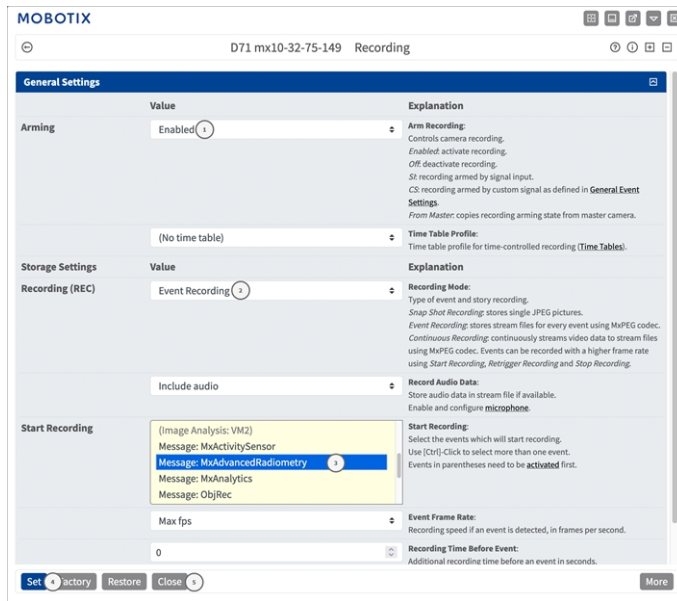 MOBOTIX
D71 mx10-32-75-149 Recording
General Settings
Value Explanation
Arming Enabled 1 Arm Recording:
Controls camera recording.
Enabled: activate recording.
Off: deactivate recording.
SI: recording armed by signal input.
CS: recording armed by custom signal as defined in General Event
Settings.
From Master: copies recording arming state from master camera.
(No time table) Time Table Profile:
Time table profile for time-controlled recording (Time Tables).
Storage Settings Value Explanation
Recording (REC) Event Recording 2 Recording Mode:
Type of event and story recording.
Snap Shot Recording: stores single JPEG pictures.
Event Recording: stores stream files for every event using MxPEG codec.
Continuous Recording: continuously streams video data to stream files
using MxPEG codec. Events can be recorded with a higher frame rate
using Start Recording, Retrigger Recording and Stop Recording.
Include audio Record Audio Data:
Store audio data in stream file if available.
Enable and configure microphone.
Start Recording (Image Analysis: VM2) Start Recording:
Message: MxActivitySensor Select the events which will start recording.
Message: MxAdvancedRadiometry 3 Use [Ctrl]-Click to select more than one event.
Message: MxAnalytics Events in parentheses need to be activated first.
Message: ObjRec
Max fps Event Frame Rate:
Recording speed if an event is detected, in frames per second.
0 Recording Time Before Event:
Additional recording time before an event in seconds.
Set 4 actory Restore Close 5 More